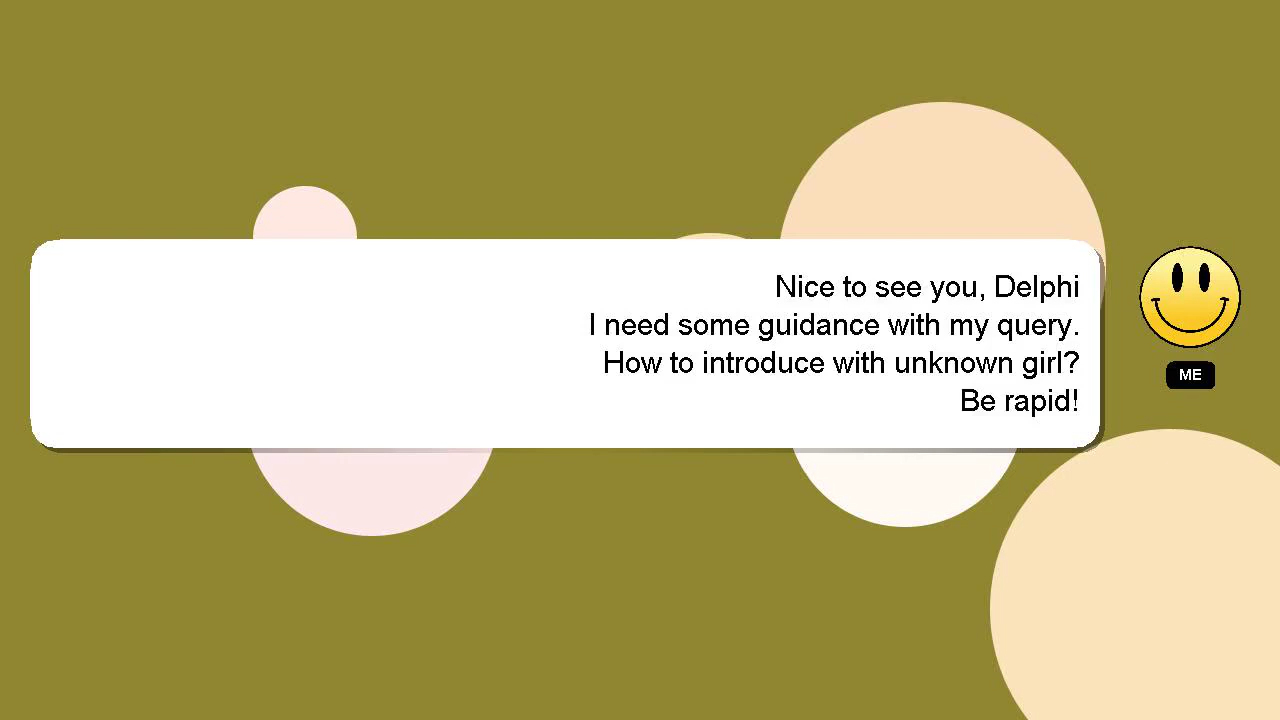 Nice to see you, Delphi
I need some guidance with my query.
How to introduce with unknown girl?
Be rapid!
ME